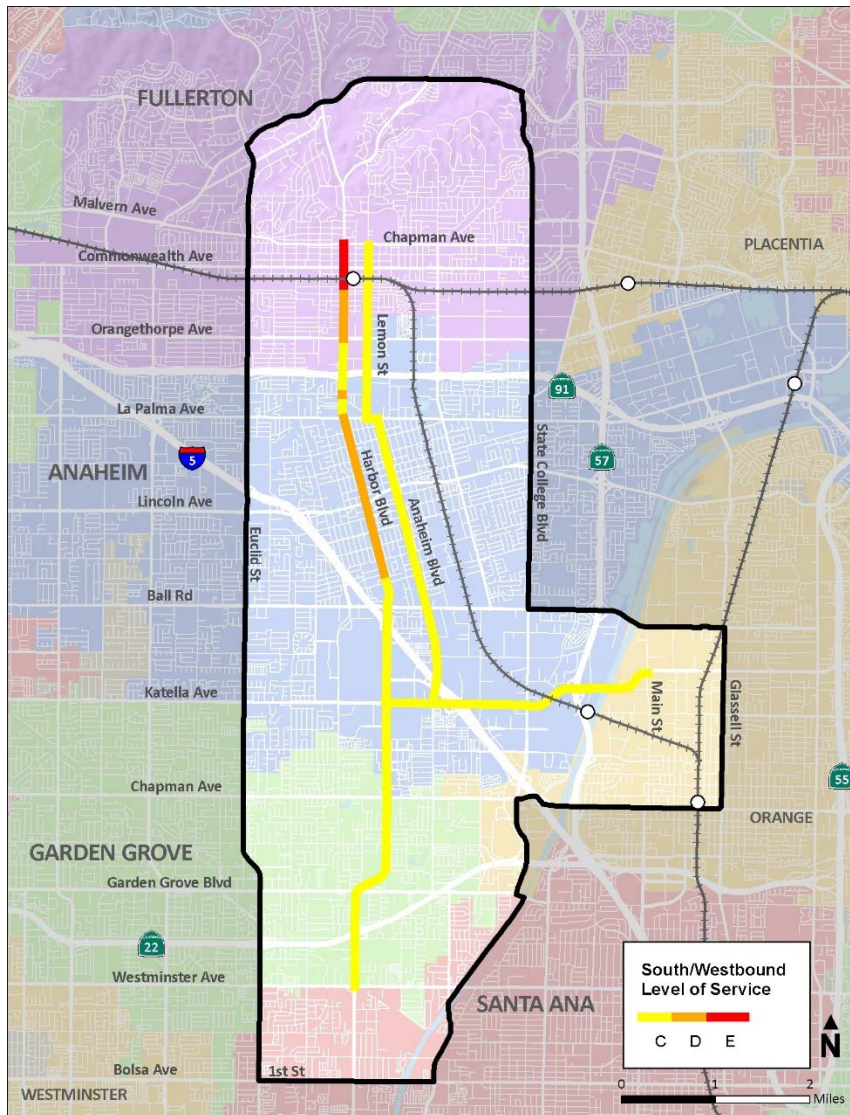 FULLERTON
Malvern Ave
Chapman Ave
Commonwealth Ave
PLACENTIA
Orangethorpe Ave
Lemon St
91
La Palma Ave
State College Blvd
57
5
ANAHEIM
Harbor Blvd
Lincoln Ave
Anaheim Blvd
Euclid St
Ball Rd
Katella Ave
Main St
Glassell St
Chapman Ave
55
ORANGE
GARDEN GROVE
Garden Grove Blvd
22
Westminster Ave
South/Westbound
Level of Service
C D E
SANTA ANA
N
Bolsa Ave
1st St
WESTMINSTER
0 1 2
Miles